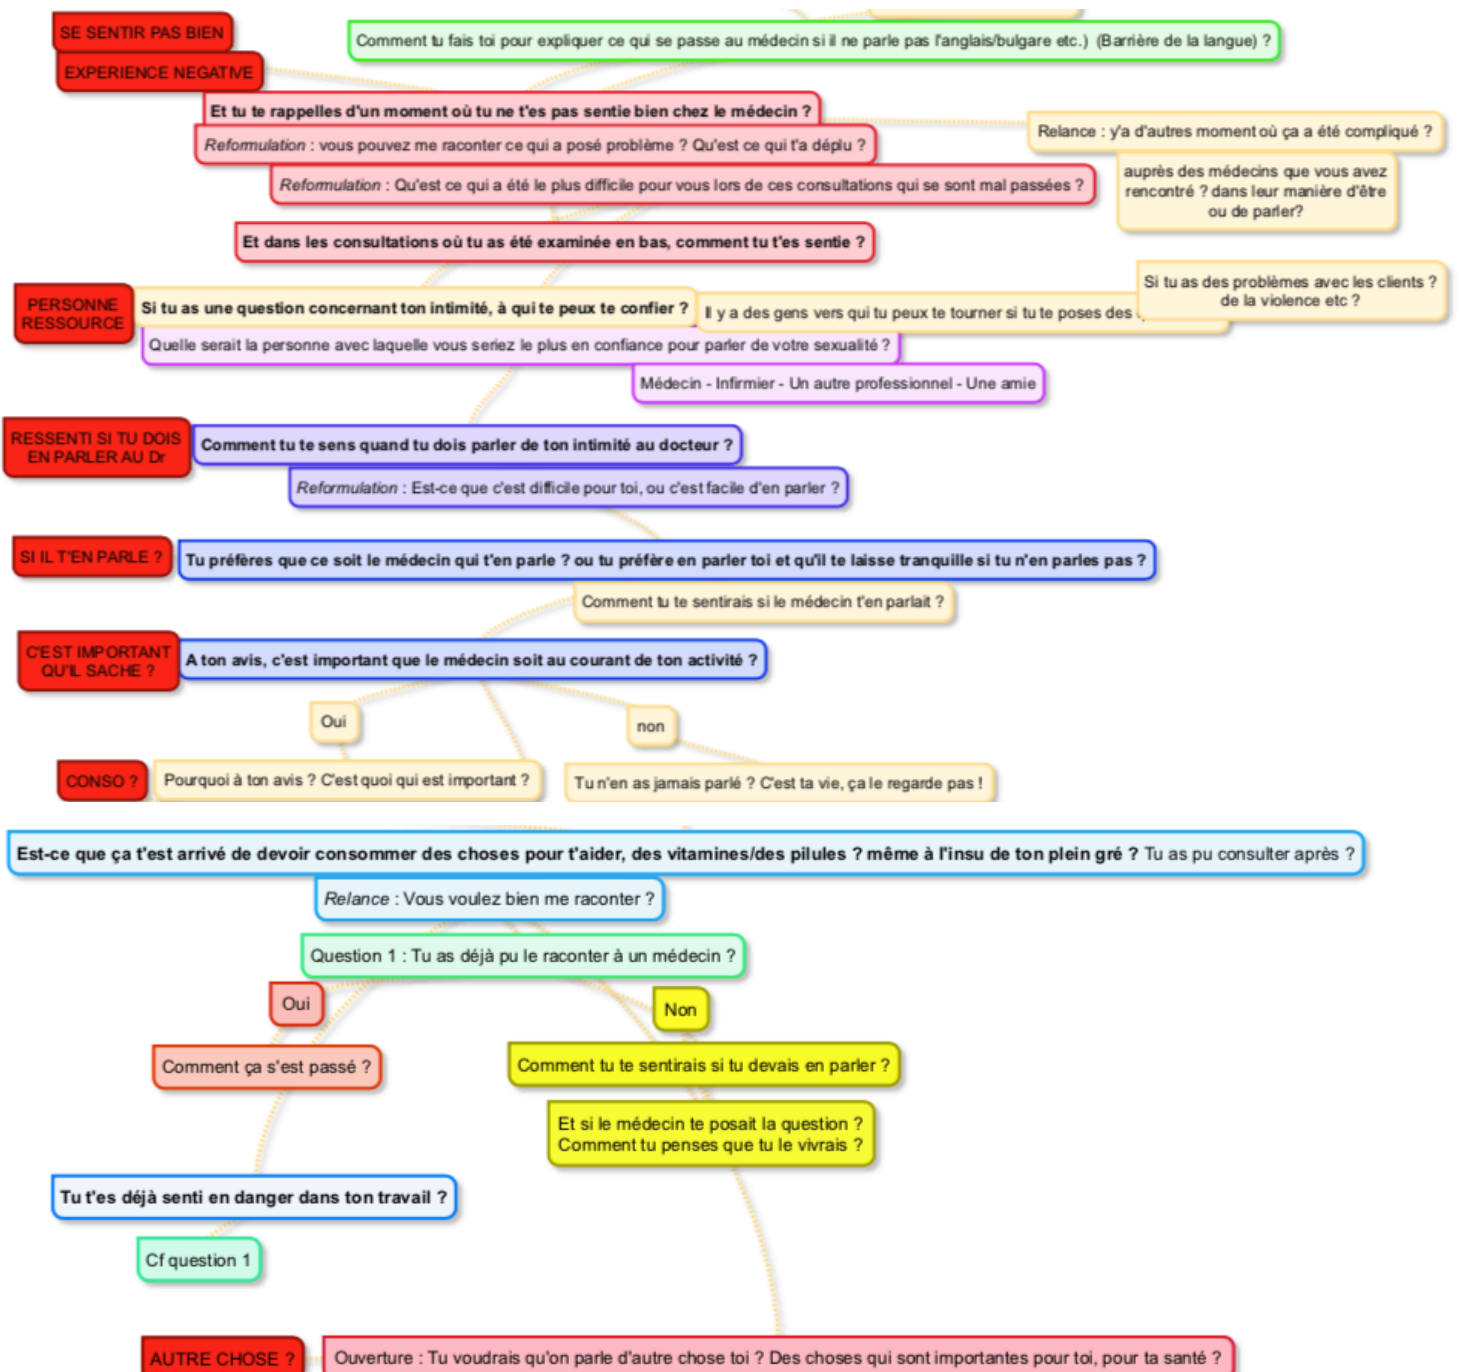 SE SENTIR PAS BIEN
Comment tu fais toi pour expliquer ce qui se passe au médecin si il ne parle pas l'anglais/bulgare etc.) (Barrière de la langue) ?
EXPERIENCE NEGATIVE
Et tu te rappelles d'un moment où tu ne t'es pas sentie bien chez le médecin ?
Relance : y'a d'autres moment où ça a été compliqué ?
Reformulation : vous pouvez me raconter ce qui a posé problème ? Qu'est ce qui t'a déplu ?
auprès des médecins que vous avez
rencontré ? dans leur manière d'être
ou de parler?
Reformulation : Qu'est ce qui a été le plus difficile pour vous lors de ces consultations qui se sont mal passées ?
Et dans les consultations où tu as été examinée en bas, comment tu t'es sentie ?
Si tu as des problèmes avec les clients ?
de la violence etc ?
PERSONNE
RESSOURCE
Si tu as une question concernant ton intimité, à qui te peux te confier ?
Il y a des gens vers qui tu peux te tourner si tu te poses des
Quelle serait la personne avec laquelle vous seriez le plus en confiance pour parler de votre sexualité ?
Médecin - Infirmier - Un autre professionnel - Une amie
RESSENTI SI TU DOIS
EN PARLER AU Dr
Comment tu te sens quand tu dois parler de ton intimité au docteur ?
Reformulation : Est-ce que c'est difficile pour toi, ou c'est facile d'en parler ?
SI IL T'EN PARLE ?
Tu préfères que ce soit le médecin qui t'en parle ? ou tu préfère en parler toi et qu'il te laisse tranquille si tu n'en parles pas ?
Comment tu te sentirais si le médecin t'en parlait ?
C'EST IMPORTANT
QU'IL SACHE ?
A ton avis, c'est important que le médecin soit au courant de ton activité ?
Oui
non
CONSO ?
Pourquoi à ton avis ? C'est quoi qui est important ?
Tu n'en as jamais parlé ? C'est ta vie, ça le regarde pas !
Est-ce que ça t'est arrivé de devoir consommer des choses pour t'aider, des vitamines/des pilules ? même à l'insu de ton plein gré ? Tu as pu consulter après ?
Relance : Vous voulez bien me raconter ?
Question 1 : Tu as déjà pu le raconter à un médecin ?
Oui
Non
Comment ça s'est passé ?
Comment tu te sentirais si tu devais en parler ?
Et si le médecin te posait la question ?
Comment tu penses que tu le vivrais ?
Tu t'es déjà senti en danger dans ton travail ?
Cf question 1
AUTRE CHOSE ?
Ouverture : Tu voudrais qu'on parle d'autre chose toi ? Des choses qui sont importantes pour toi, pour ta santé ?